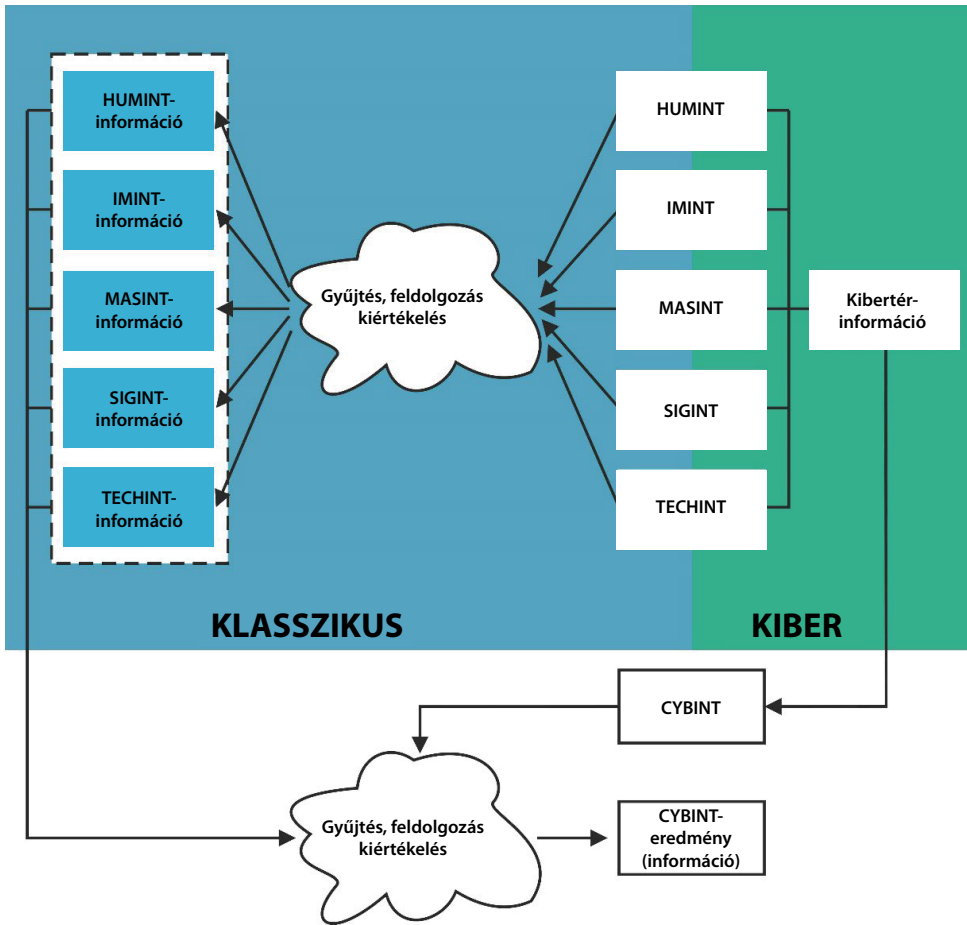 HUMINT-
információ
IMINT-
információ
MASINT-
információ
SIGINT-
információ
TECHINT-
információ
Gyűjtés, feldolgozás
kiértékelés
HUMINT
IMINT
MASINT
SIGINT
TECHINT
Kibertér-
információ
KLASSZIKUS
KIBER
CYBINT
Gyűjtés, feldolgozás
kiértékelés
CYBINT-
eredmény
(információ)